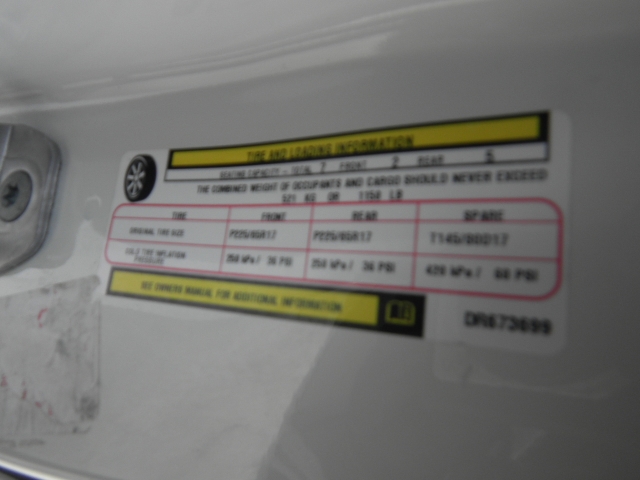 TIRE AND LOADING INFORMATION
SEATING CAPACITY - TOTAL 7 FRONT 2 REAR 5
THE COMBINED WEIGHT OF OCCUPANTS AND CARGO SHOULD NEVER EXCEED
521 KG OR 1150 LB
TIRE FRONT REAR SPARE
ORIGINAL TIRE SIZE P225/65R17 P225/65R17 T145/80D17
COLD TIRE INFLATION PRESSURE 250 kPa / 36 PSI 250 kPa / 36 PSI 420 kPa / 60 PSI
SEE OWNERS MANUAL FOR ADDITIONAL INFORMATION
DR673699